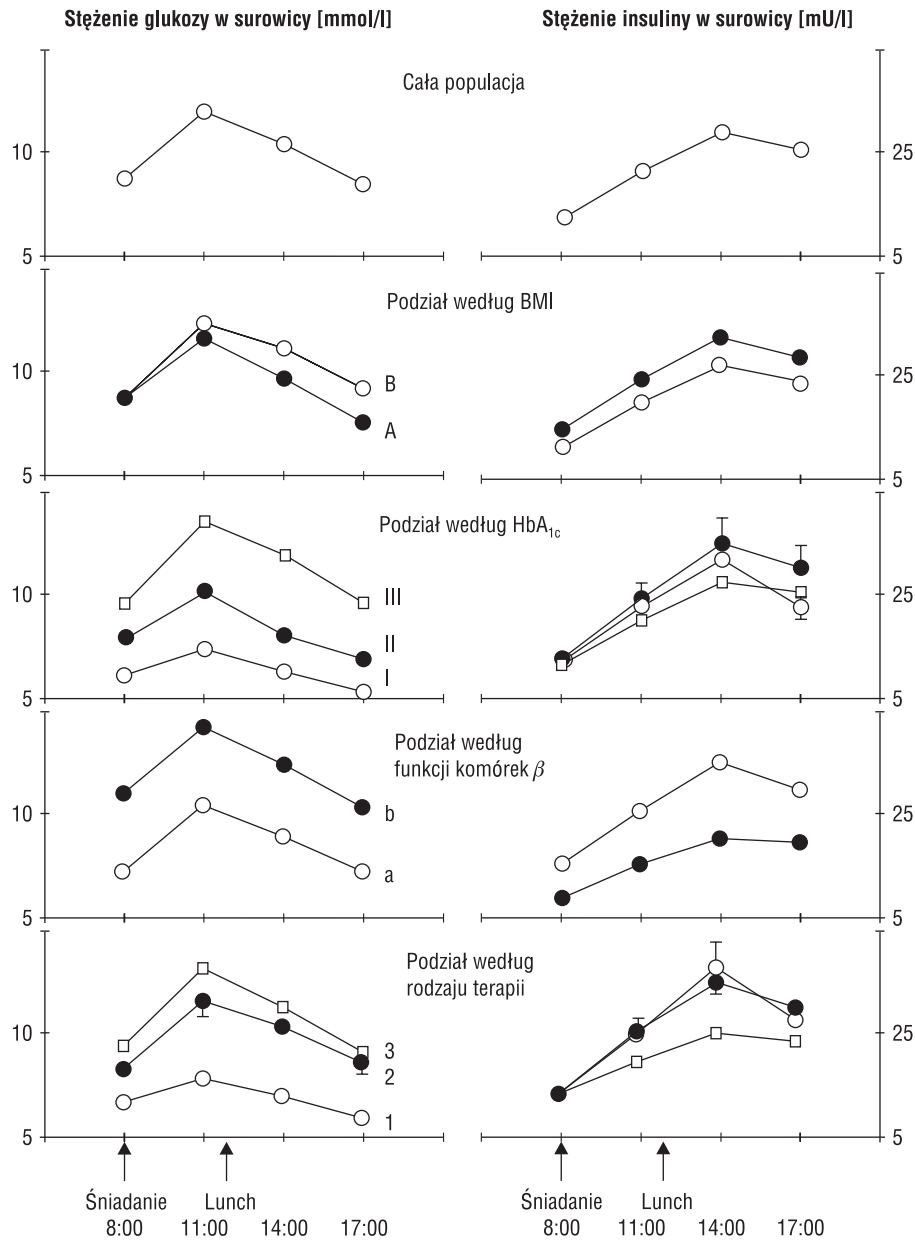 Stężenie glukozy w surowicy [mmol/l]
Stężenie insuliny w surowicy [mU/l]
Cała populacja
10
5
25
5
Podział według BMI
10
5
B
A
25
5
Podział według HbA1c
10
5
III
II
I
25
5
Podział według
funkcji komórek β
10
5
b
a
25
5
Podział według
rodzaju terapii
10
5
3
2
1
25
5
Śniadanie Lunch
8:00 11:00 14:00 17:00
Śniadanie Lunch
8:00 11:00 14:00 17:00